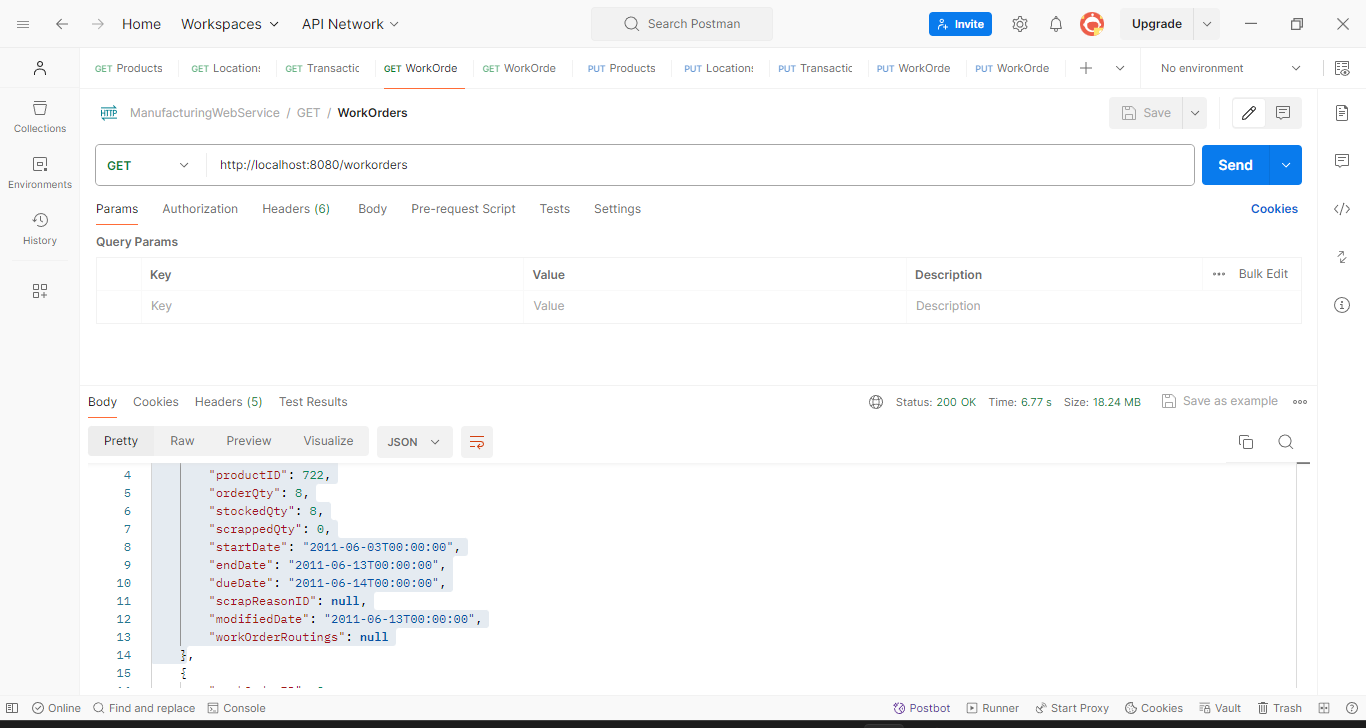 Home Workspaces API Network Search Postman Invite Upgrade
GET Products GET Locations GET Transactic GET WorkOrde GET WorkOrde PUT Products PUT Locations PUT Transactic PUT WorkOrde PUT WorkOrde No environment
HTTP ManufacturingWebService / GET / WorkOrders Save
Collections
Environments
History
GET http://localhost:8080/workorders Send
Params Authorization Headers (6) Body Pre-request Script Tests Settings Cookies
Query Params
Key Value Description Bulk Edit
Key Value Description
Body Cookies Headers (5) Test Results Status: 200 OK Time: 6.77 s Size: 18.24 MB Save as example
Pretty Raw Preview Visualize JSON
4 "productID": 722,
5 "orderQty": 8,
6 "stockedQty": 8,
7 "scrappedQty": 0,
8 "startDate": "2011-06-03T00:00:00",
9 "endDate": "2011-06-13T00:00:00",
10 "dueDate": "2011-06-14T00:00:00",
11 "scrapReasonID": null,
12 "modifiedDate": "2011-06-13T00:00:00",
13 "workOrderRoutings": null
14 },
15 {
Online Find and replace Console Postbot Runner Start Proxy Cookies Vault Trash